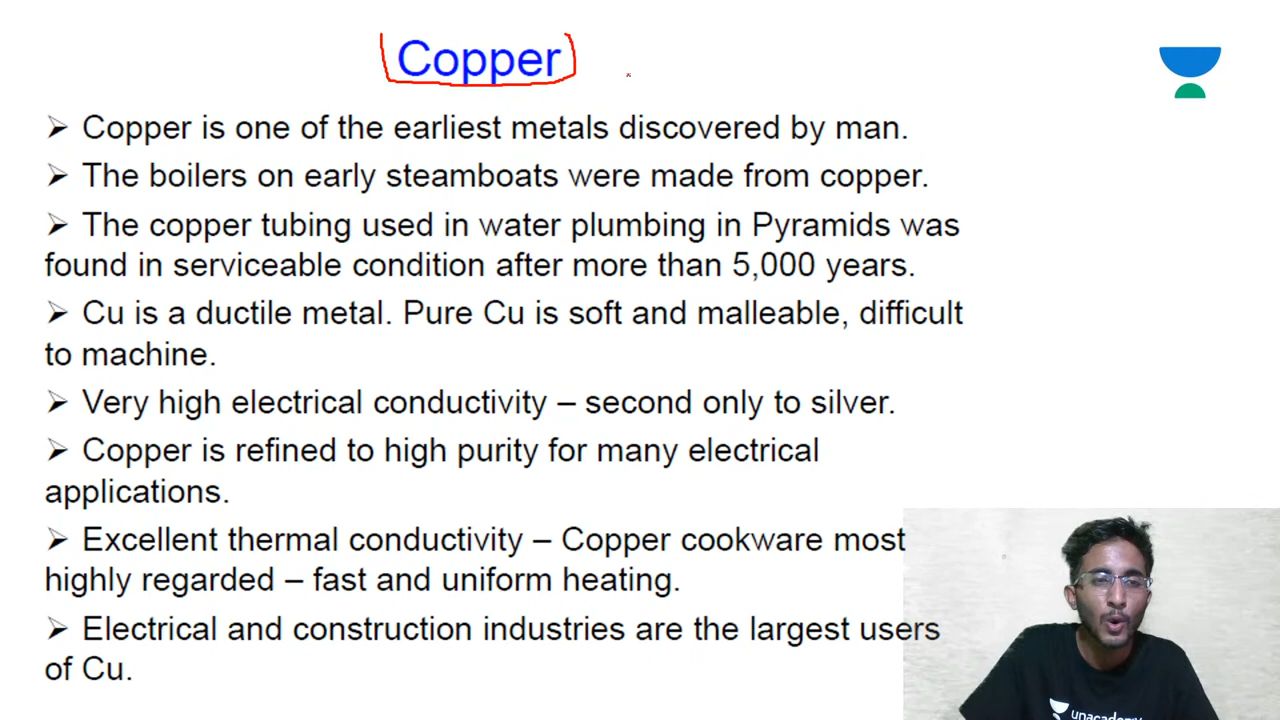 Copper
➢ Copper is one of the earliest metals discovered by man.
➢ The boilers on early steamboats were made from copper.
➢ The copper tubing used in water plumbing in Pyramids was
found in serviceable condition after more than 5,000 years.
➢ Cu is a ductile metal. Pure Cu is soft and malleable, difficult
to machine.
➢ Very high electrical conductivity – second only to silver.
➢ Copper is refined to high purity for many electrical
applications.
➢ Excellent thermal conductivity – Copper cookware most
highly regarded – fast and uniform heating.
➢ Electrical and construction industries are the largest users
of Cu.
unacademy